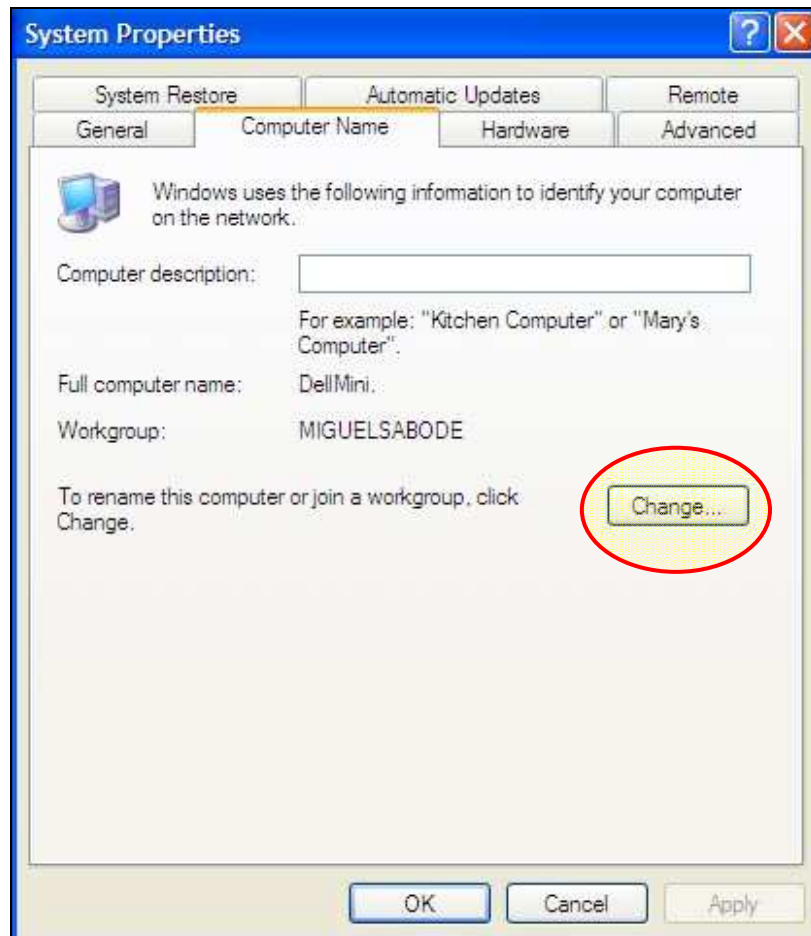 System Properties
System Restore Automatic Updates Remote
General Computer Name Hardware Advanced
Windows uses the following information to identify your computer
on the network.
Computer description:
For example: "Kitchen Computer" or "Mary's
Computer".
Full computer name: DellMini.
Workgroup: MIGUELSABODE
To rename this computer or join a workgroup, click
Change.
Change...
OK Cancel Apply